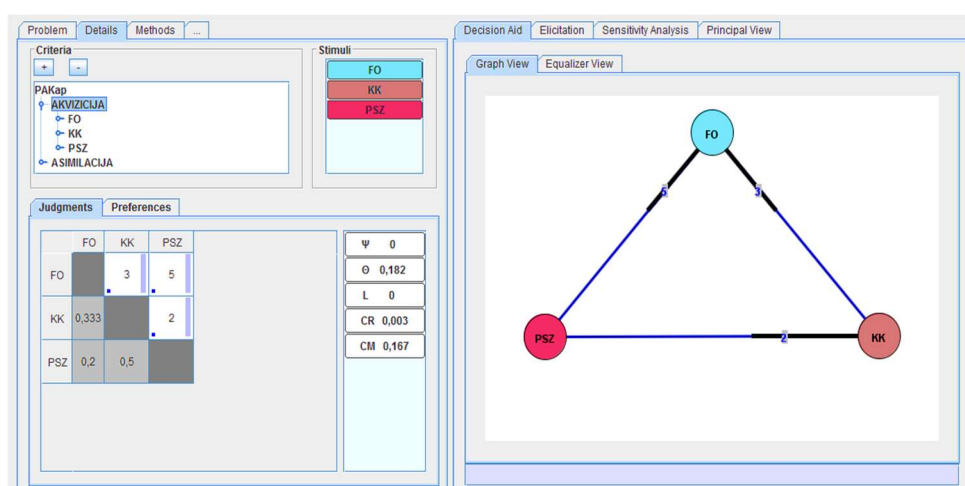 Problem Details Methods ...
Criteria
+ -
PAKap
AKVIZICIJA
FO
KK
PSZ
ASIMILACIJA
Stimuli
FO
KK
PSZ
Judgments Preferences
FO KK PSZ
FO 3 5
KK 0,333 2
PSZ 0,2 0,5
Ψ 0
Θ 0,182
L 0
CR 0,003
CM 0,167
Decision Aid Elicitation Sensitivity Analysis Principal View
Graph View Equalizer View
FO
5 3
PSZ 2 KK